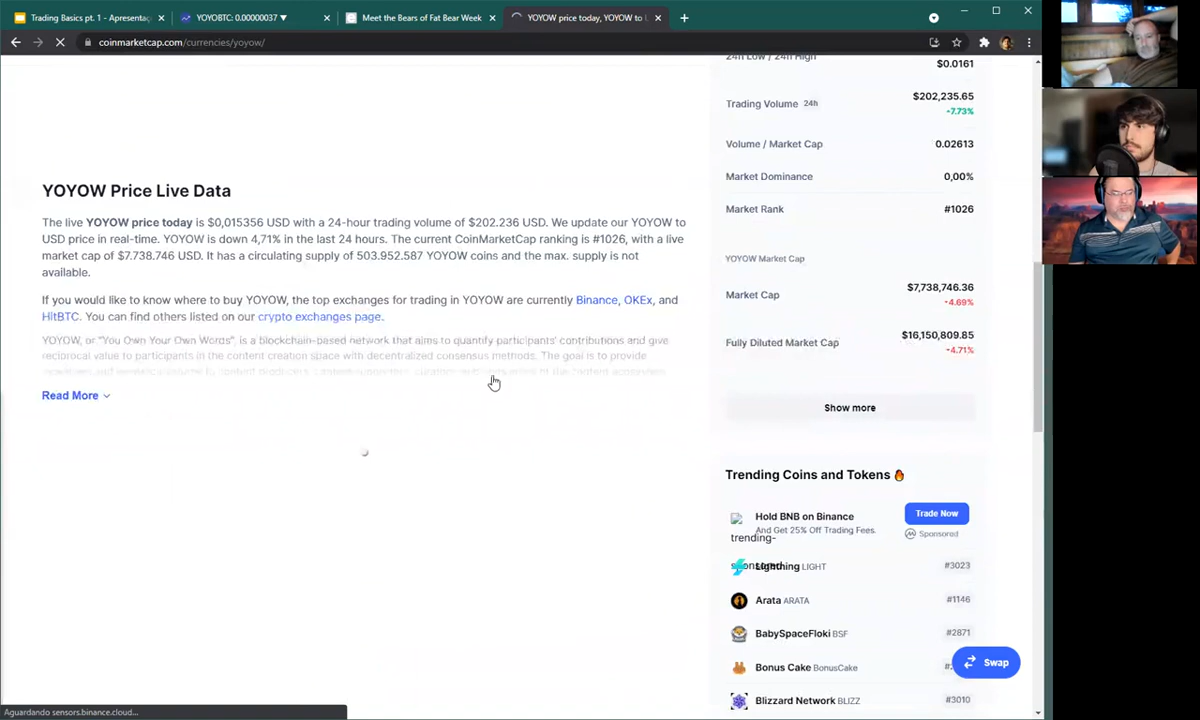 Trading Basics pt. 1 - Apresentaç
YOYOBTC: 0.00000037 ▼
Meet the Bears of Fat Bear Week
YOYOW price today, YOYOW to U
coinmarketcap.com/currencies/yoyow/
24h Low / 24h High
$0.0161
Trading Volume 24h
$202,235.65
-7.73%
Volume / Market Cap
0.02613
Market Dominance
0,00%
Market Rank
#1026
YOYOW Market Cap
Market Cap
$7,738,746.36
-4.69%
Fully Diluted Market Cap
$16,150,809.85
-4.71%
Show more
YOYOW Price Live Data
The live YOYOW price today is $0,015356 USD with a 24-hour trading volume of $202.236 USD. We update our YOYOW to
USD price in real-time. YOYOW is down 4,71% in the last 24 hours. The current CoinMarketCap ranking is #1026, with a live
market cap of $7.738.746 USD. It has a circulating supply of 503.952.587 YOYOW coins and the max. supply is not
available.
If you would like to know where to buy YOYOW, the top exchanges for trading in YOYOW are currently Binance, OKEx, and
HitBTC. You can find others listed on our crypto exchanges page.
YOYOW, or "You Own Your Own Words", is a blockchain-based network that aims to quantify participants' contributions and give
reciprocal value to participants in the content creation space with decentralized consensus methods. The goal is to provide
Read More
Trending Coins and Tokens 🔥
Hold BNB on Binance
And Get 25% Off Trading Fees.
Trade Now
Sponsored
trending-
Lightning LIGHT
#3023
Arata ARATA
#1146
BabySpaceFloki BSF
#2871
Bonus Cake BonusCake
Swap
Blizzard Network BLIZZ
#3010
Aguardando sensors.binance.cloud...